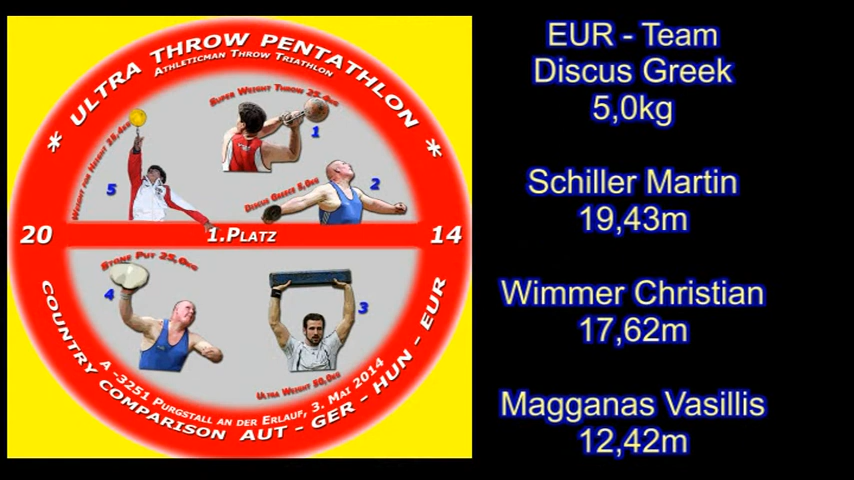 * ULTRA THROW PENTATHLON *
ATHLETICMAN THROW TRIATHLON
SUPER WEIGHT THROW 25,4KG
1
WEIGHT FOR HEIGHT 25,4KG
5
DISCUS GREECE 5,0KG
2
20
1.PLATZ
14
STONE PUT 25,0KG
4
3
ULTRA WEIGHT 50,0KG
A -3251 PURGSTALL AN DER ERLAUF, 3. MAI 2014
COUNTRY COMPARISON AUT - GER - HUN - EUR
EUR - Team
Discus Greek
5,0kg
Schiller Martin
19,43m
Wimmer Christian
17,62m
Magganas Vasillis
12,42m